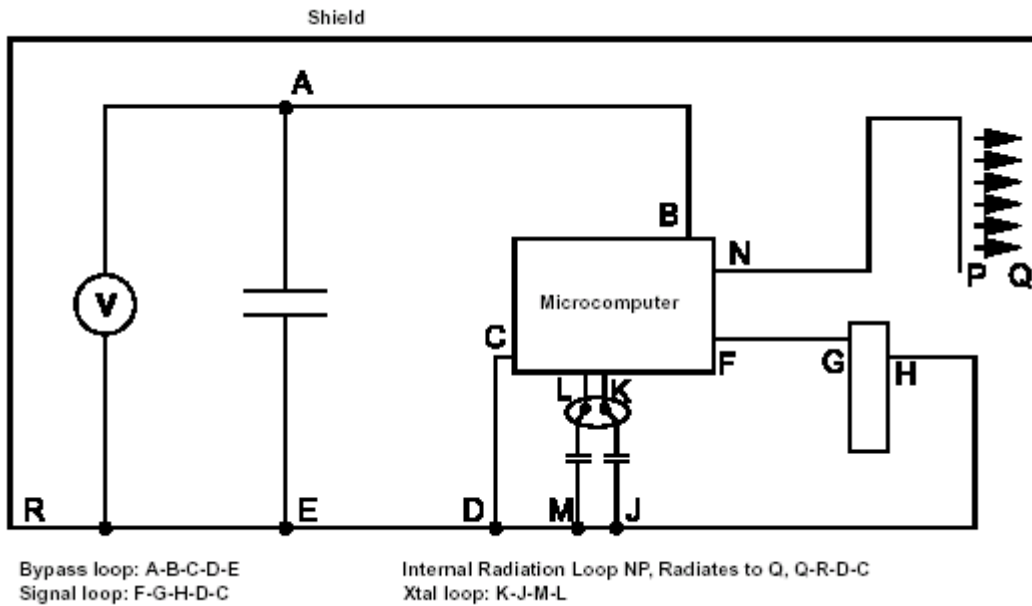 Shield
A
B
N
V
P Q
Microcomputer
C
F
G
H
L
K
R
E
D
M
J
Bypass loop: A-B-C-D-E
Signal loop: F-G-H-D-C
Internal Radiation Loop NP, Radiates to Q, Q-R-D-C
Xtal loop: K-J-M-L